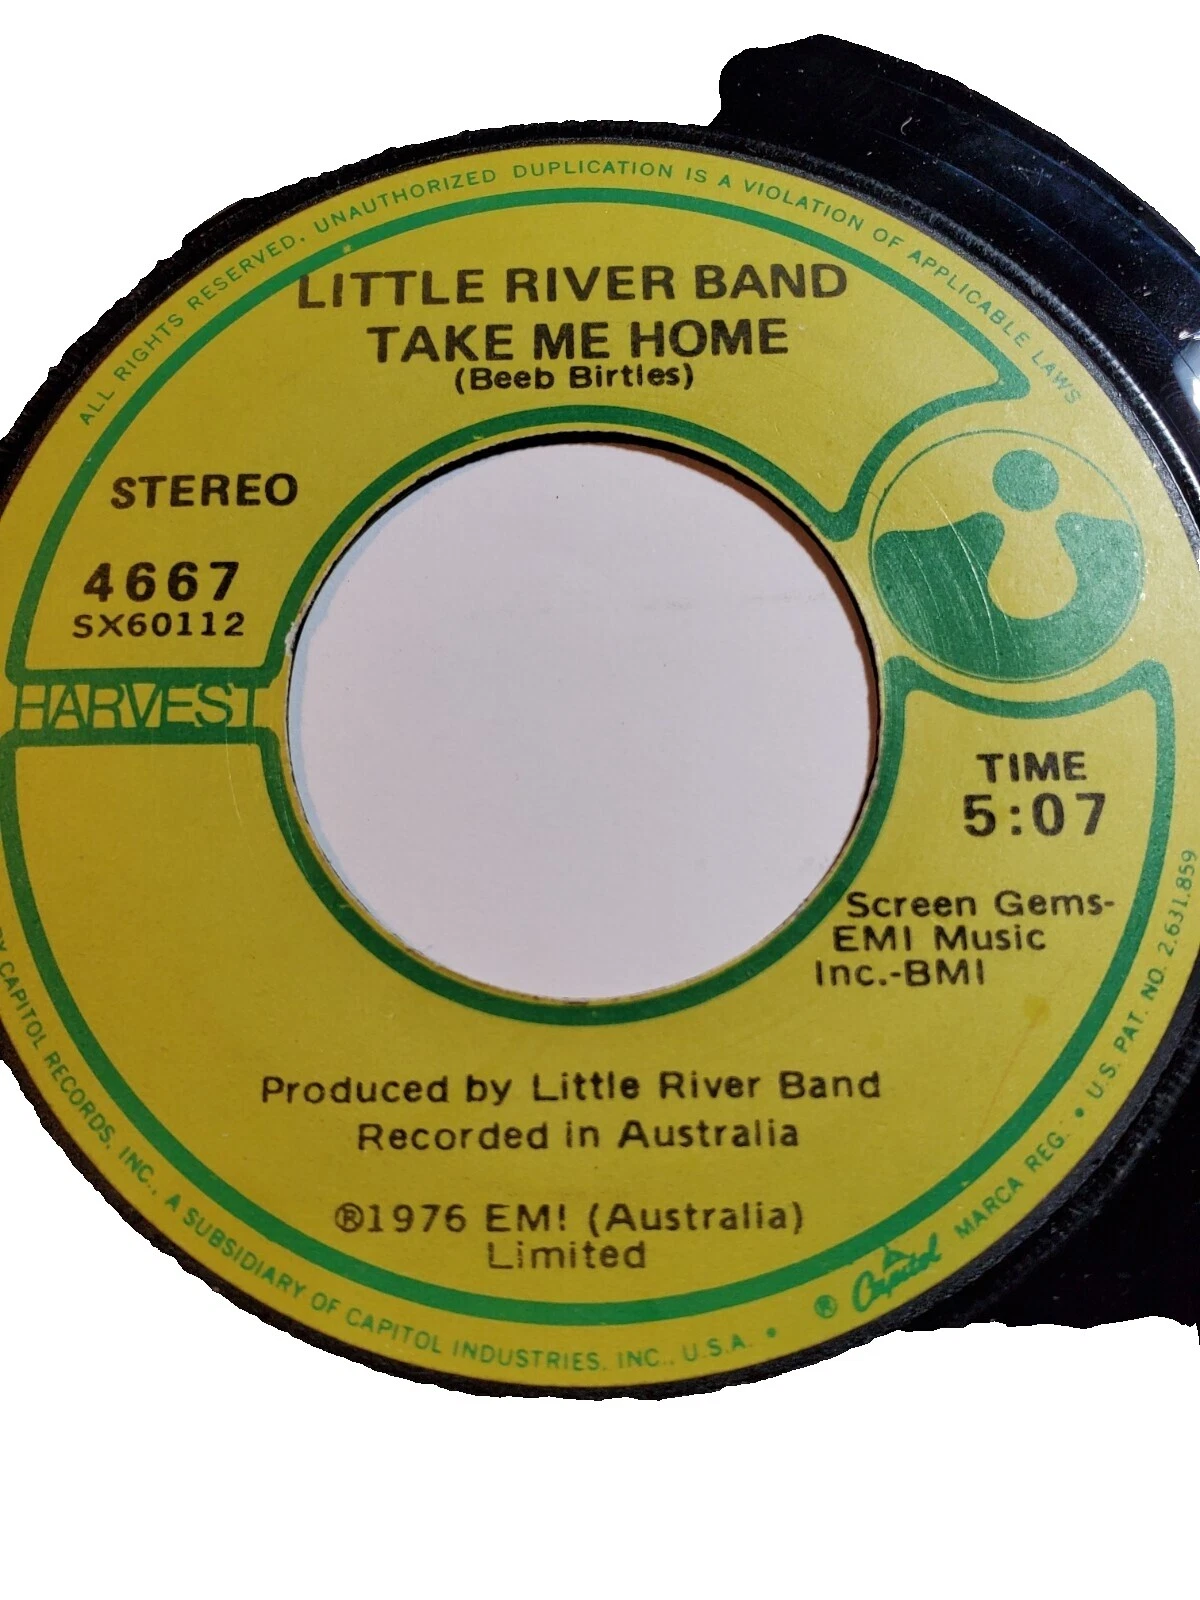 ALL RIGHTS RESERVED. UNAUTHORIZED DUPLICATION IS A VIOLATION OF APPLICABLE LAWS
LITTLE RIVER BAND
TAKE ME HOME
(Beeb Birtles)
STEREO
4667
SX60112
HARVEST
TIME
5:07
Screen Gems-
EMI Music
Inc.-BMI
Produced by Little River Band
Recorded in Australia
®1976 EMI (Australia)
Limited
CAPITOL RECORDS, INC., A SUBSIDIARY OF CAPITOL INDUSTRIES, INC., U.S.A. • ® Capitol MARCA REG. • U.S. PAT. NO. 2.631.859